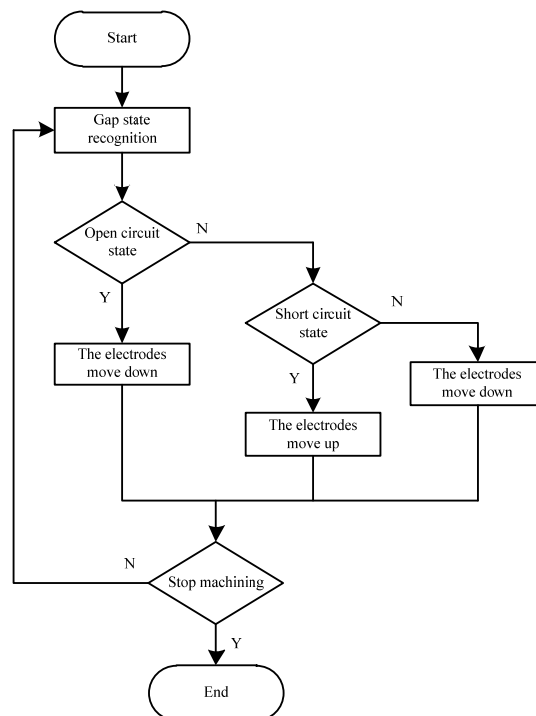 Start
Gap state
recognition
Open circuit
state
N
Y
Short circuit
state
N
Y
The electrodes
move down
The electrodes
move down
The electrodes
move up
Stop machining
N
Y
End